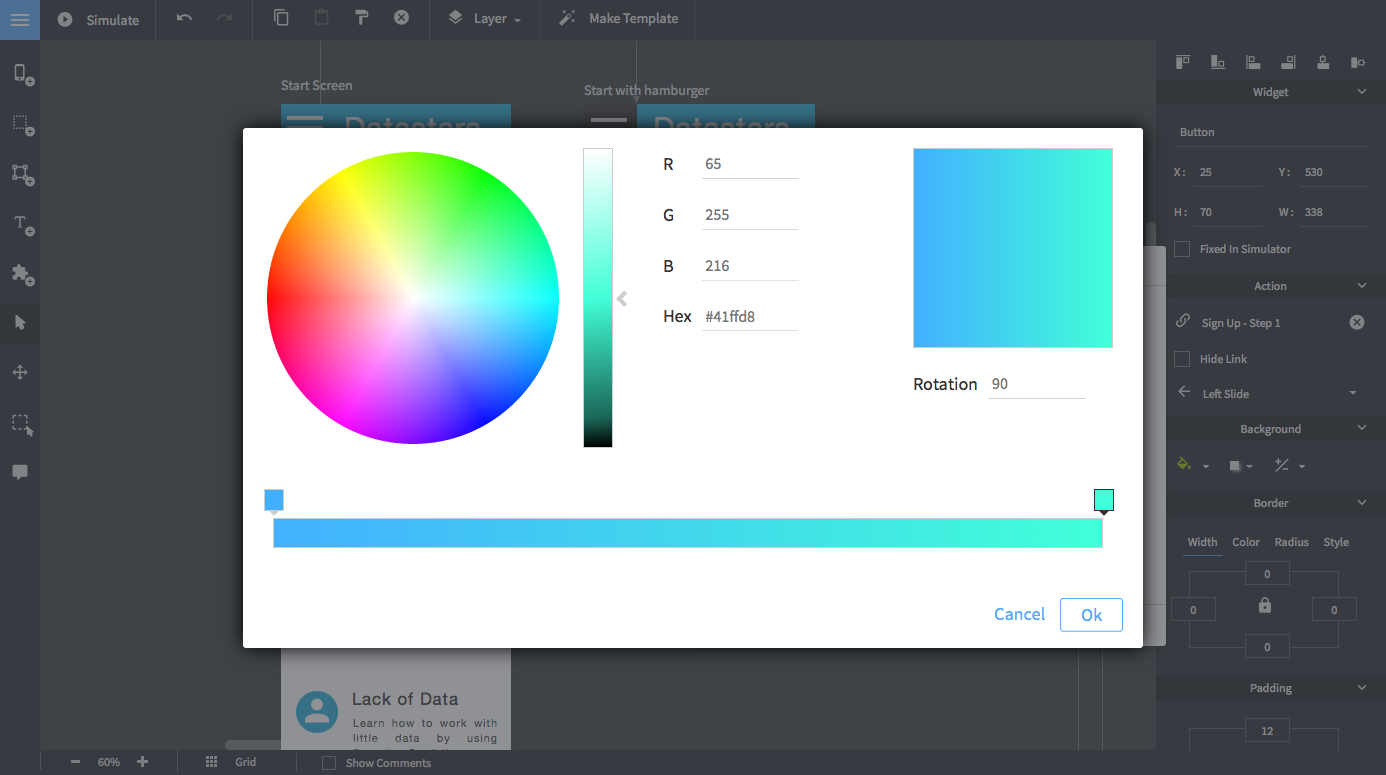 Simulate
Layer
Make Template
Start Screen
Start with hamburger
Widget
Button
X : 25
Y : 530
H : 70
W : 338
Fixed In Simulator
Action
Sign Up - Step 1
Hide Link
Left Slide
Background
Border
Width Color Radius Style
0
0
0
0
Padding
12
R 65
G 255
B 216
Hex #41ffd8
Rotation 90
Cancel
Ok
Lack of Data
Learn how to work with
little data by using
60%
Grid
Show Comments